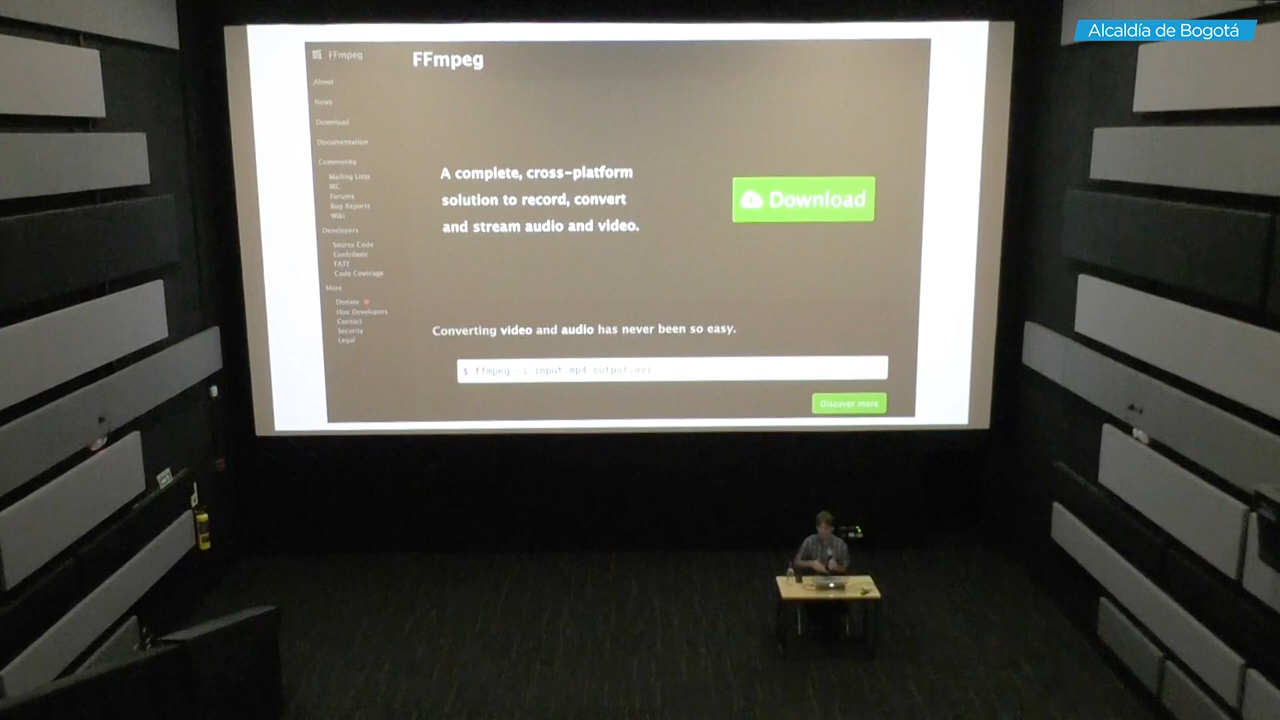 Alcaldía de Bogotá
FFmpeg
FFmpeg
About
News
Download
Documentation
Community
Mailing Lists
IRC
Forums
Bug Reports
Wiki
Developers
Source Code
Contribute
FATE
Code Coverage
More
Donate
Hire Developers
Contact
Security
Legal
A complete, cross-platform
solution to record, convert
and stream audio and video.
Download
Converting video and audio has never been so easy.
$ ffmpeg -i input.mp4 output.avi
Discover more